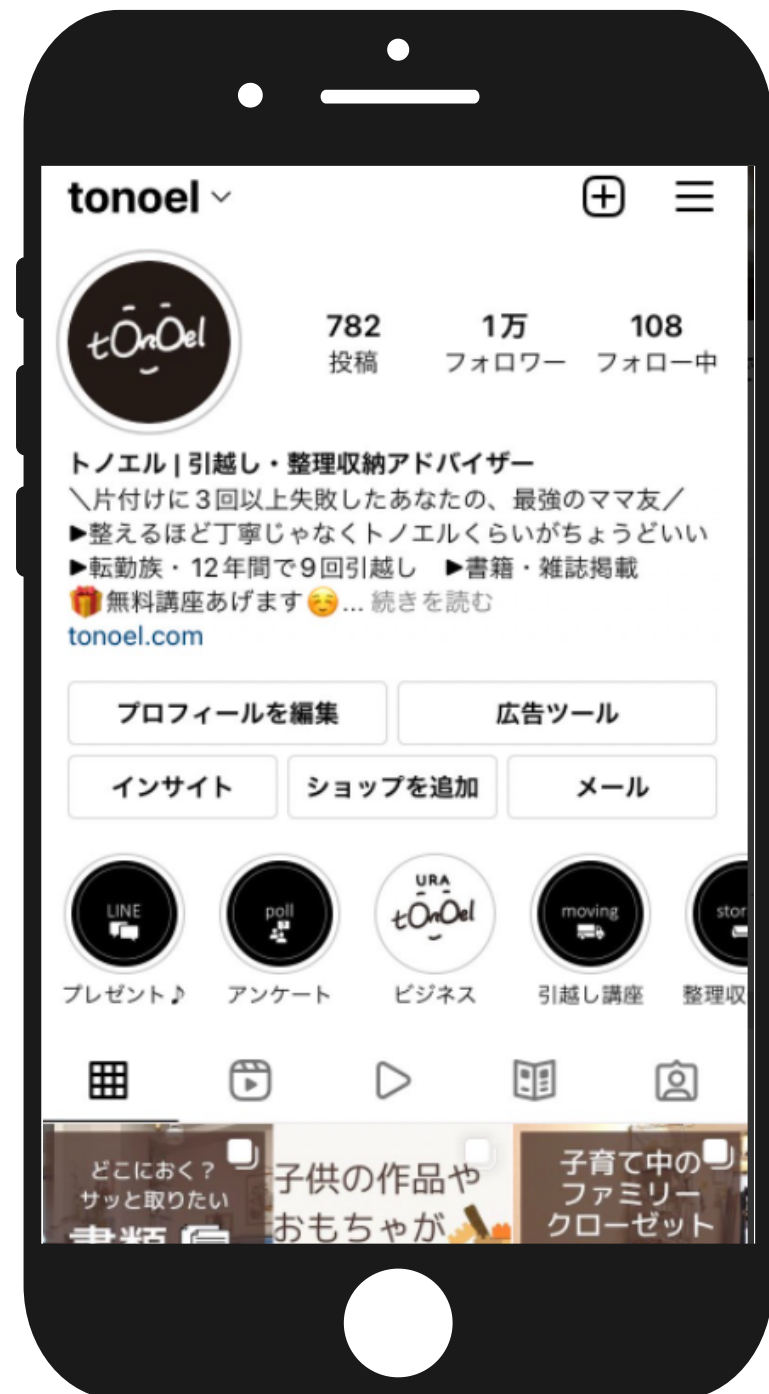 tonoel
tOnOel
782
1万
108
投稿
フォロワー
フォロー中
トノエル | 引越し・整理収納アドバイザー
＼片付けに3回以上失敗したあなたの、最強のママ友／
▶整えるほど丁寧じゃなくトノエルくらいがちょうどいい
▶転勤族・12年間で9回引越し ▶書籍・雑誌掲載
🎁無料講座あげます☺️... 続きを読む
tonoel.com
プロフィールを編集
広告ツール
インサイト
ショップを追加
メール
LINE
poll
URA
tOnOel
moving
stor
プレゼント♪
アンケート
ビジネス
引越し講座
整理収
どこにおく？
サッと取りたい
書類
子供の作品や
おもちゃが
子育て中の
ファミリー
クローゼット